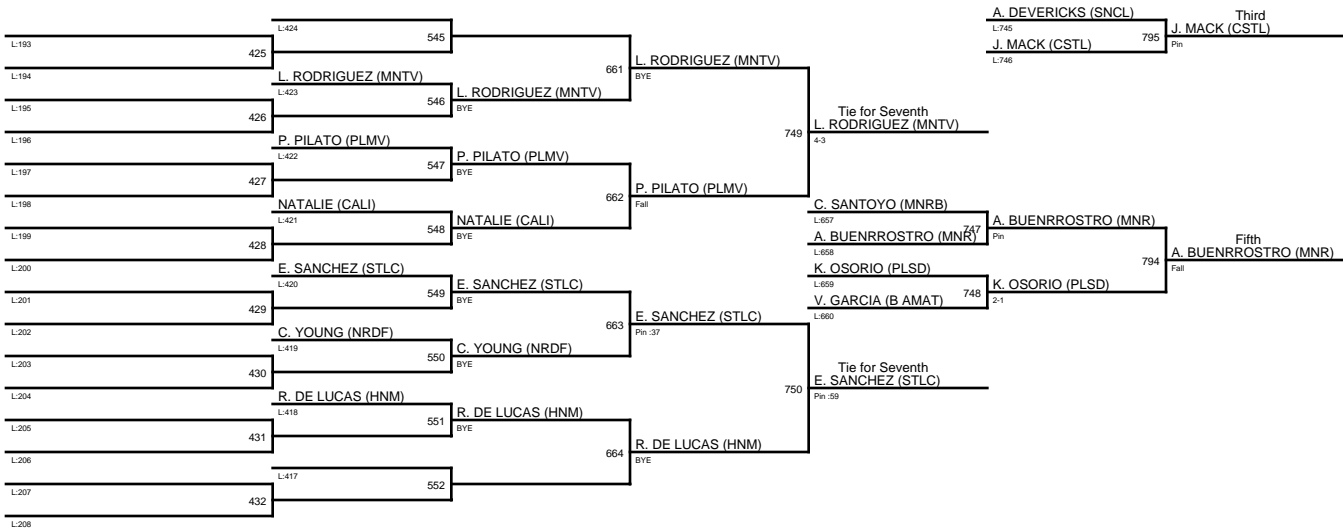 L:193
L:194
L:195
L:196
L:197
L:198
L:199
L:200
L:201
L:202
L:203
L:204
L:205
L:206
L:207
L:208
425
426
427
428
429
430
431
432
L:424
L. RODRIGUEZ (MNTV)
L:423
P. PILATO (PLMV)
L:422
NATALIE (CALI)
L:421
E. SANCHEZ (STLC)
L:420
C. YOUNG (NRDF)
L:419
R. DE LUCAS (HNM)
L:418
L:417
545
546
547
548
549
550
551
552
L. RODRIGUEZ (MNTV)
BYE
P. PILATO (PLMV)
BYE
NATALIE (CALI)
BYE
E. SANCHEZ (STLC)
BYE
C. YOUNG (NRDF)
BYE
R. DE LUCAS (HNM)
BYE
661
662
663
664
L. RODRIGUEZ (MNTV)
BYE
P. PILATO (PLMV)
Fall
E. SANCHEZ (STLC)
Pin :37
R. DE LUCAS (HNM)
BYE
749
750
Tie for Seventh
L. RODRIGUEZ (MNTV)
4-3
Tie for Seventh
E. SANCHEZ (STLC)
Pin :59
C. SANTOYO (MNRB)
L:657
A. BUENRROSTRO (MNR)
L:658
K. OSORIO (PLSD)
L:659
V. GARCIA (B AMAT)
L:660
747
748
A. BUENRROSTRO (MNR)
Pin
K. OSORIO (PLSD)
2-1
794
Fifth
A. BUENRROSTRO (MNR)
Fall
A. DEVERICKS (SNCL)
L:745
J. MACK (CSTL)
L:746
795
Third
J. MACK (CSTL)
Pin